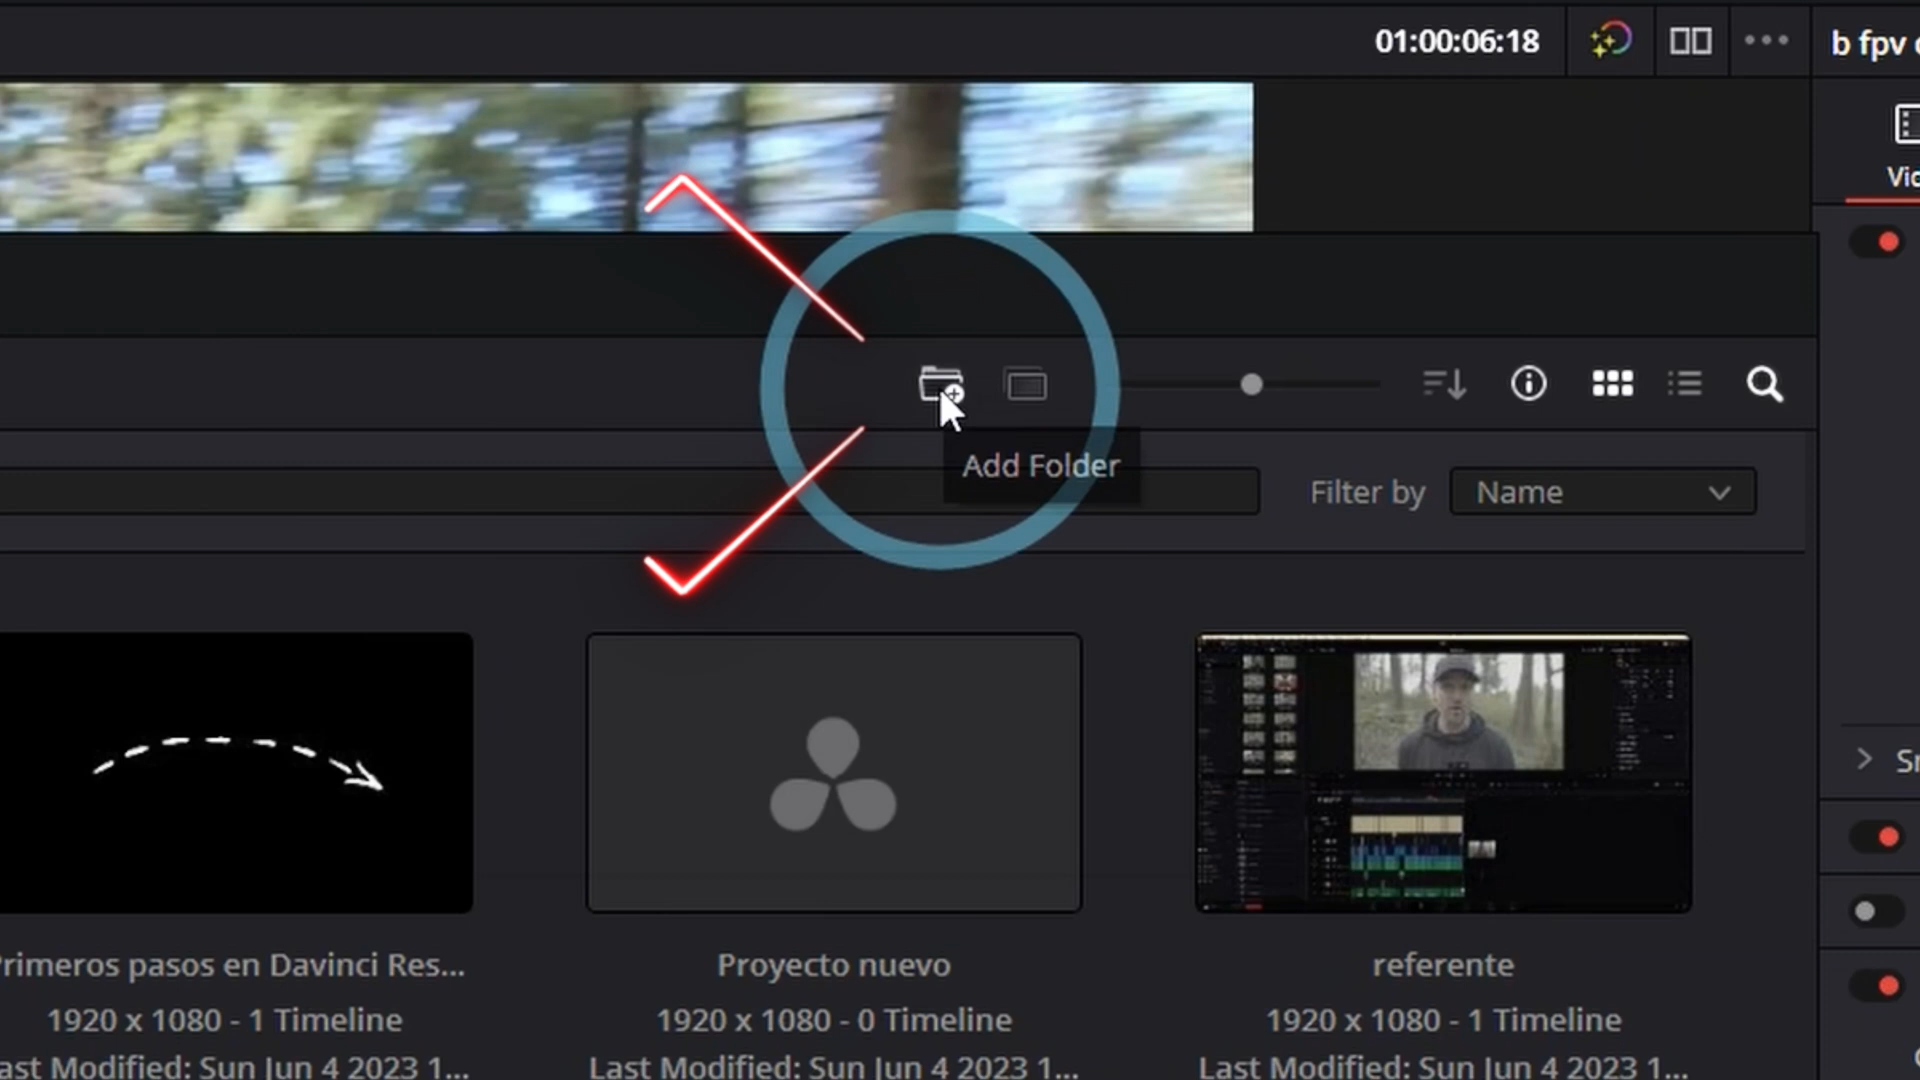 01:00:06:18
b fpv
Add Folder
Filter by
Name
Primeros pasos en Davinci Res...
Proyecto nuevo
referente
1920 x 1080 - 1 Timeline
1920 x 1080 - 0 Timeline
1920 x 1080 - 1 Timeline
Last Modified: Sun Jun 4 2023 1...
Last Modified: Sun Jun 4 2023 1...
Last Modified: Sun Jun 4 2023 1...